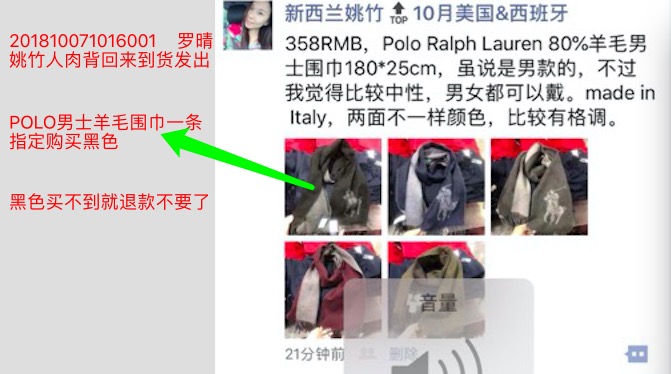 201810071016001 罗晴
姚竹人肉背回来到货发出
POLO男士羊毛围巾一条
指定购买黑色
黑色买不到就退款不要了
新西兰姚竹 TOP 10月美国&西班牙
358RMB，Polo Ralph Lauren 80%羊毛男
士围巾180*25cm，虽说是男款的，不过
我觉得比较中性，男女都可以戴。made in
Italy，两面不一样颜色，比较有格调。
音量
21分钟前 删除